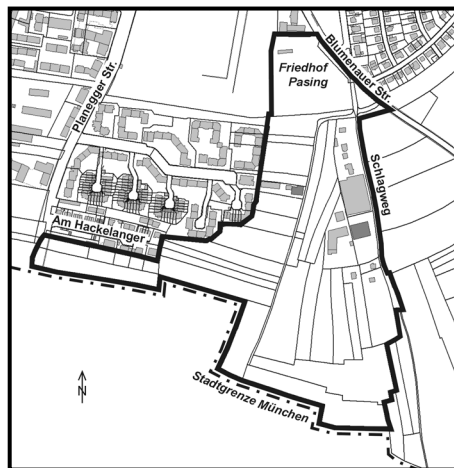 Friedhof
Pasing
Blumenauer Str.
Planegger Str.
Schlagweg
Am Hackelanger
Stadtgrenze München
N